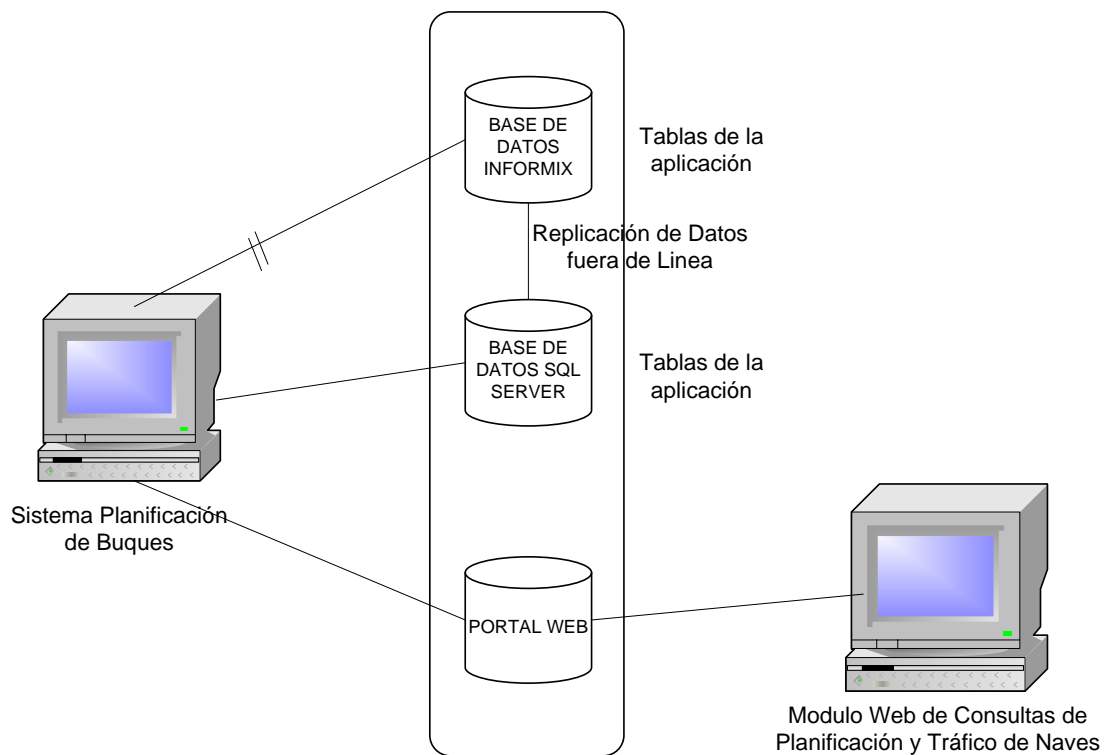 BASE DE
DATOS
INFORMIX
Tablas de la
aplicación
Replicación de Datos
fuera de Linea
BASE DE
DATOS SQL
SERVER
Tablas de la
aplicación
Sistema Planificación
de Buques
PORTAL WEB
Modulo Web de Consultas de
Planificación y Tráfico de Naves